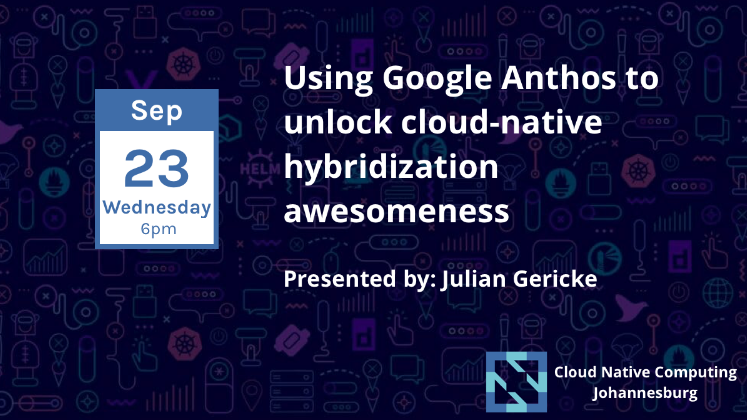 Sep
23
Wednesday
6pm
Using Google Anthos to
unlock cloud-native
hybridization
awesomeness
Presented by: Julian Gericke
HELM
Cloud Native Computing
Johannesburg